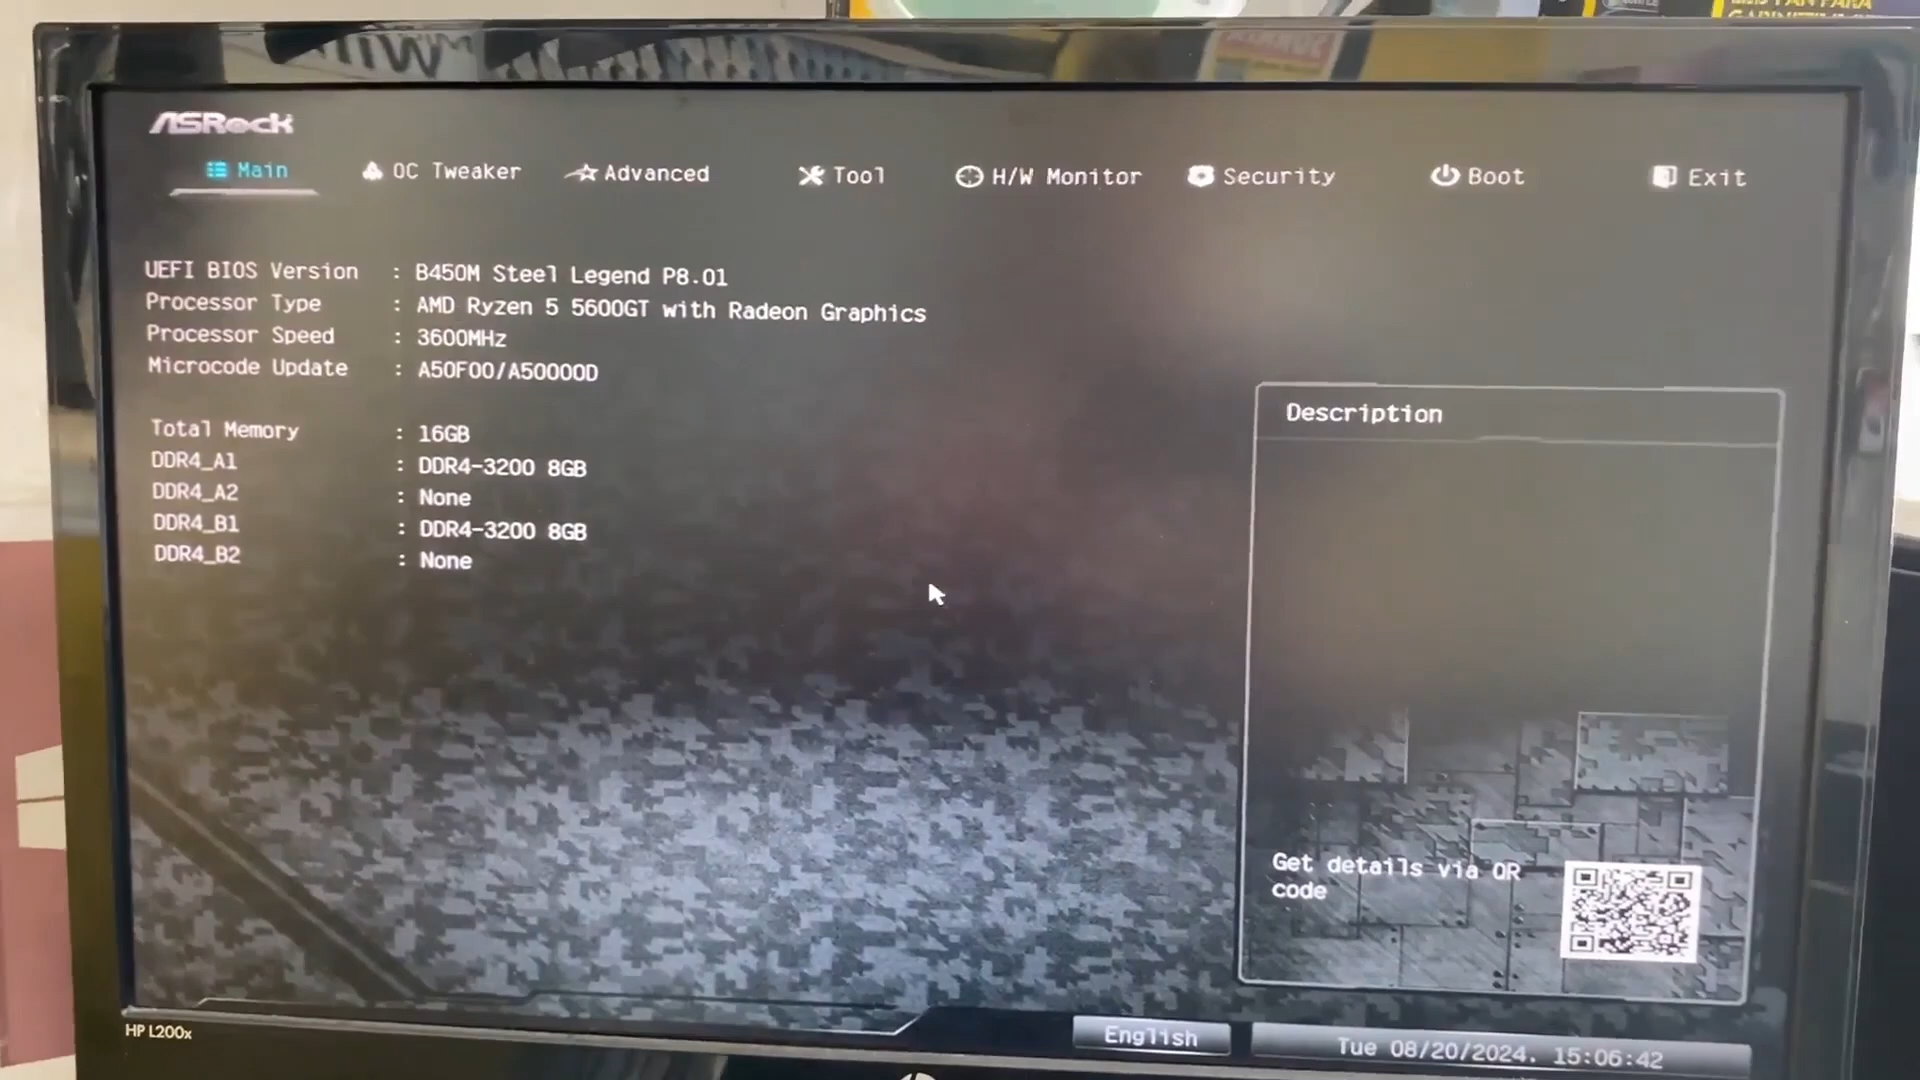 ASRock
Main OC Tweaker Advanced Tool H/W Monitor Security Boot Exit
UEFI BIOS Version : B450M Steel Legend P8.01
Processor Type : AMD Ryzen 5 5600GT with Radeon Graphics
Processor Speed : 3600MHz
Microcode Update : A50F00/A50000D
Total Memory : 16GB
DDR4_A1 : DDR4-3200 8GB
DDR4_A2 : None
DDR4_B1 : DDR4-3200 8GB
DDR4_B2 : None
Description
Get details via QR
code
English
Tue 08/20/2024. 15:06:42
HP L200x